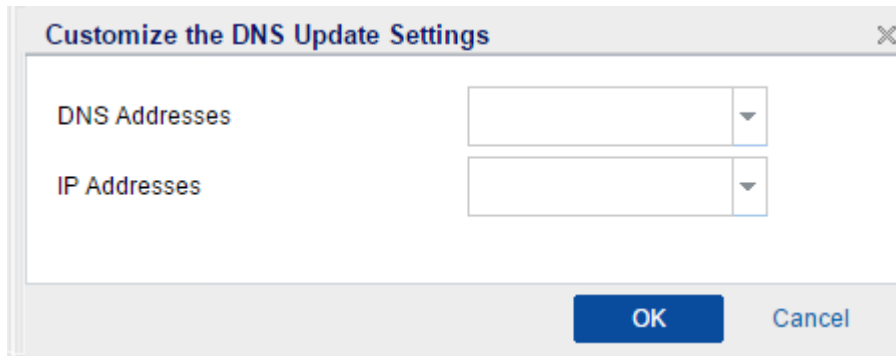 Customize the DNS Update Settings
DNS Addresses
IP Addresses
OK Cancel